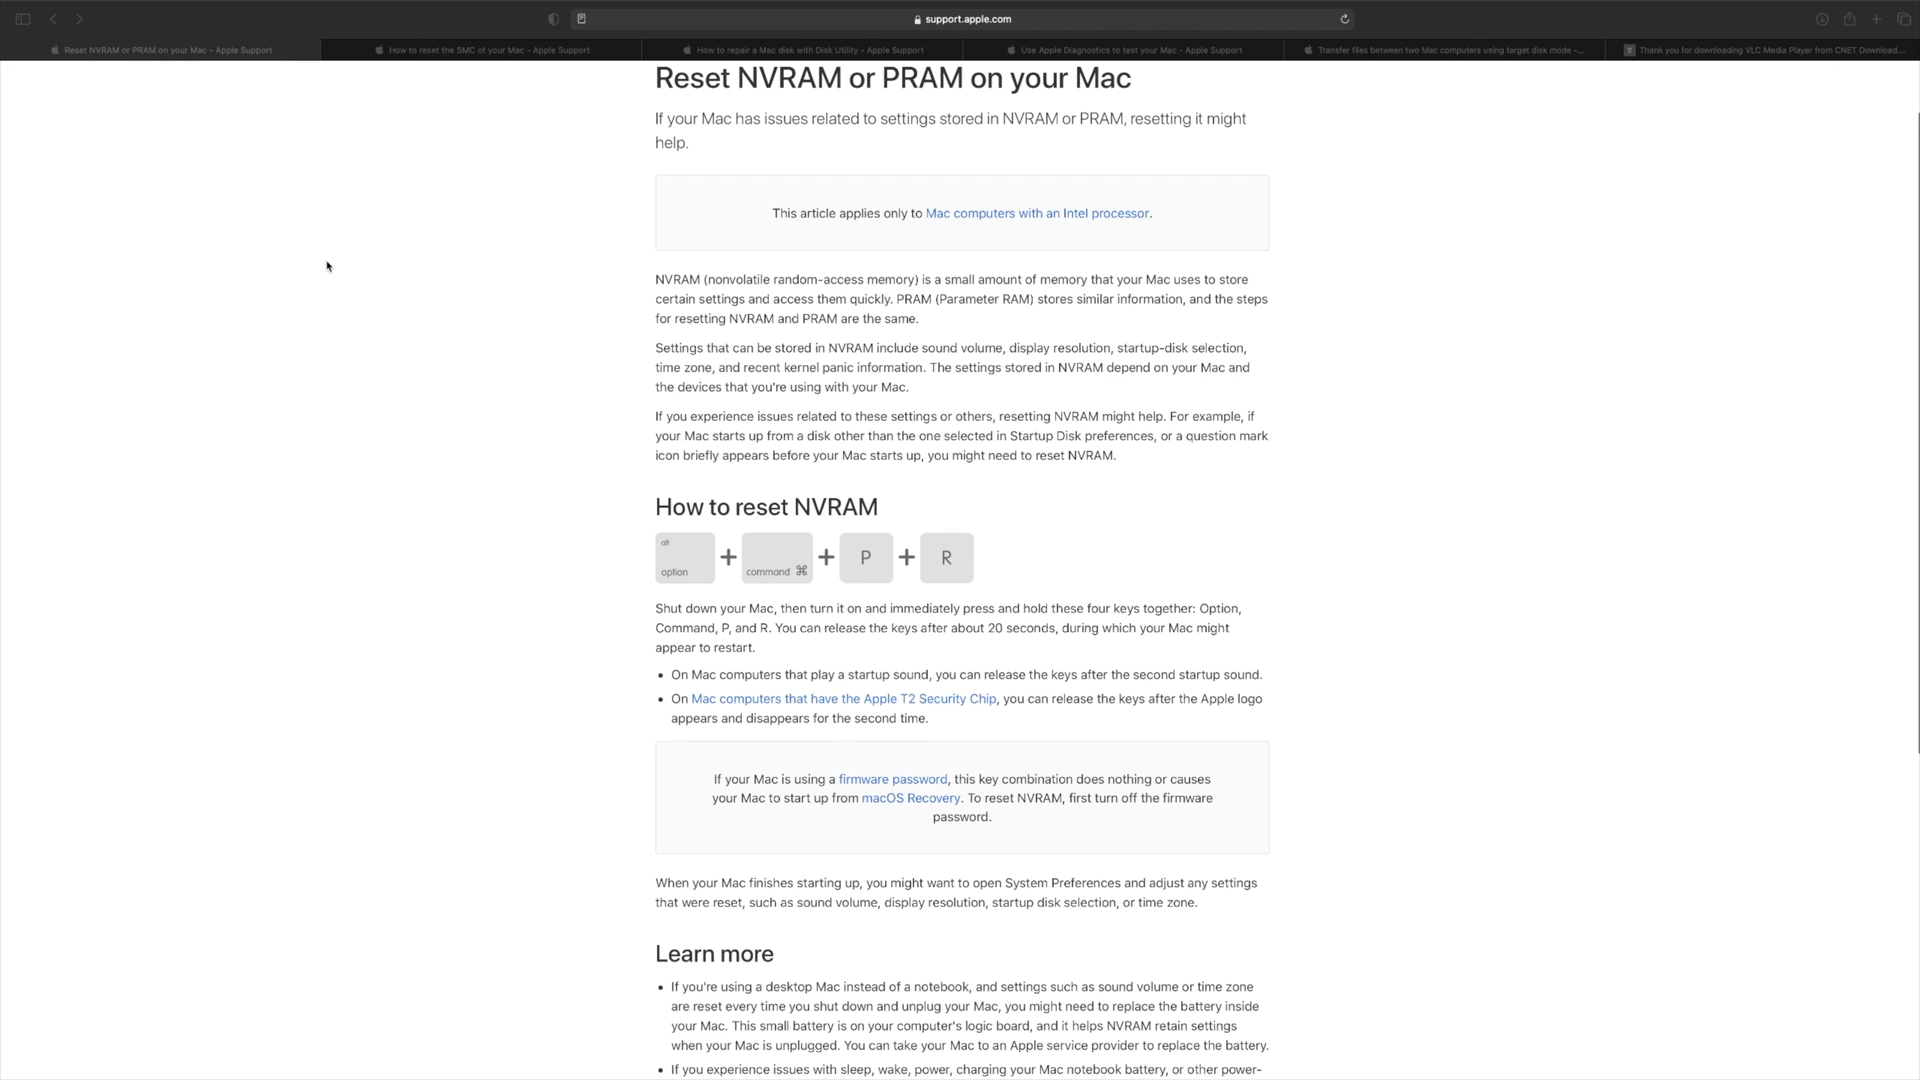 support.apple.com
Reset NVRAM or PRAM on your Mac - Apple Support
How to reset the SMC of your Mac - Apple Support
How to repair a Mac disk with Disk Utility - Apple Support
Use Apple Diagnostics to test your Mac - Apple Support
Transfer files between two Mac computers using target disk mode -...
Thank you for downloading VLC Media Player from CNET Download....
Reset NVRAM or PRAM on your Mac
If your Mac has issues related to settings stored in NVRAM or PRAM, resetting it might
help.
This article applies only to Mac computers with an Intel processor.
NVRAM (nonvolatile random-access memory) is a small amount of memory that your Mac uses to store
certain settings and access them quickly. PRAM (Parameter RAM) stores similar information, and the steps
for resetting NVRAM and PRAM are the same.
Settings that can be stored in NVRAM include sound volume, display resolution, startup-disk selection,
time zone, and recent kernel panic information. The settings stored in NVRAM depend on your Mac and
the devices that you're using with your Mac.
If you experience issues related to these settings or others, resetting NVRAM might help. For example, if
your Mac starts up from a disk other than the one selected in Startup Disk preferences, or a question mark
icon briefly appears before your Mac starts up, you might need to reset NVRAM.
How to reset NVRAM
alt
option + command ⌘ + P + R
Shut down your Mac, then turn it on and immediately press and hold these four keys together: Option,
Command, P, and R. You can release the keys after about 20 seconds, during which your Mac might
appear to restart.
• On Mac computers that play a startup sound, you can release the keys after the second startup sound.
• On Mac computers that have the Apple T2 Security Chip, you can release the keys after the Apple logo
appears and disappears for the second time.
If your Mac is using a firmware password, this key combination does nothing or causes
your Mac to start up from macOS Recovery. To reset NVRAM, first turn off the firmware
password.
When your Mac finishes starting up, you might want to open System Preferences and adjust any settings
that were reset, such as sound volume, display resolution, startup disk selection, or time zone.
Learn more
• If you're using a desktop Mac instead of a notebook, and settings such as sound volume or time zone
are reset every time you shut down and unplug your Mac, you might need to replace the battery inside
your Mac. This small battery is on your computer's logic board, and it helps NVRAM retain settings
when your Mac is unplugged. You can take your Mac to an Apple service provider to replace the battery.
• If you experience issues with sleep, wake, power, charging your Mac notebook battery, or other power-